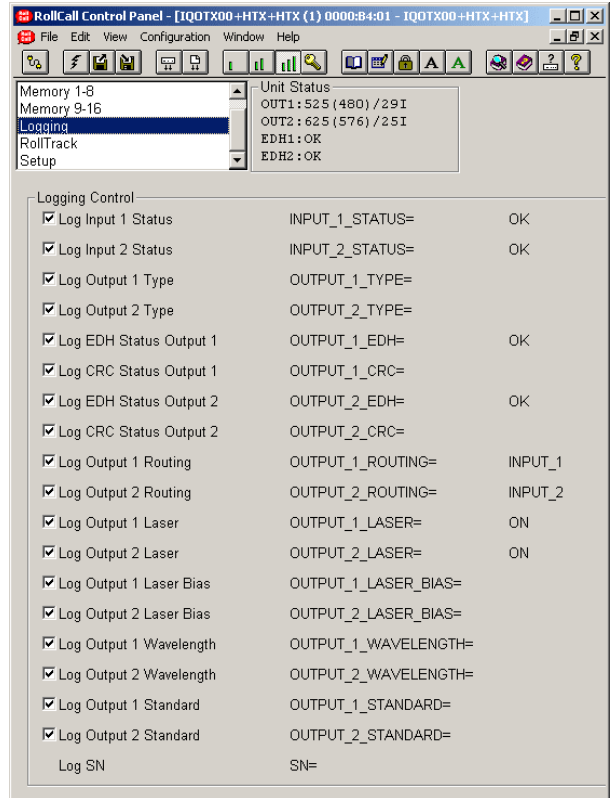 RollCall Control Panel - [IQOTX00+HTX+HTX (1) 0000:B4:01 - IQOTX00+HTX+HTX]
File Edit View Configuration Window Help
A A ?
Memory 1-8
Memory 9-16
Logging
RollTrack
Setup
Unit Status
OUT1:525(480)/29I
OUT2:625(576)/25I
EDH1:OK
EDH2:OK
Logging Control
Log Input 1 Status INPUT_1_STATUS= OK
Log Input 2 Status INPUT_2_STATUS= OK
Log Output 1 Type OUTPUT_1_TYPE=
Log Output 2 Type OUTPUT_2_TYPE=
Log EDH Status Output 1 OUTPUT_1_EDH= OK
Log CRC Status Output 1 OUTPUT_1_CRC=
Log EDH Status Output 2 OUTPUT_2_EDH= OK
Log CRC Status Output 2 OUTPUT_2_CRC=
Log Output 1 Routing OUTPUT_1_ROUTING= INPUT_1
Log Output 2 Routing OUTPUT_2_ROUTING= INPUT_2
Log Output 1 Laser OUTPUT_1_LASER= ON
Log Output 2 Laser OUTPUT_2_LASER= ON
Log Output 1 Laser Bias OUTPUT_1_LASER_BIAS=
Log Output 2 Laser Bias OUTPUT_2_LASER_BIAS=
Log Output 1 Wavelength OUTPUT_1_WAVELENGTH=
Log Output 2 Wavelength OUTPUT_2_WAVELENGTH=
Log Output 1 Standard OUTPUT_1_STANDARD=
Log Output 2 Standard OUTPUT_2_STANDARD=
Log SN SN=